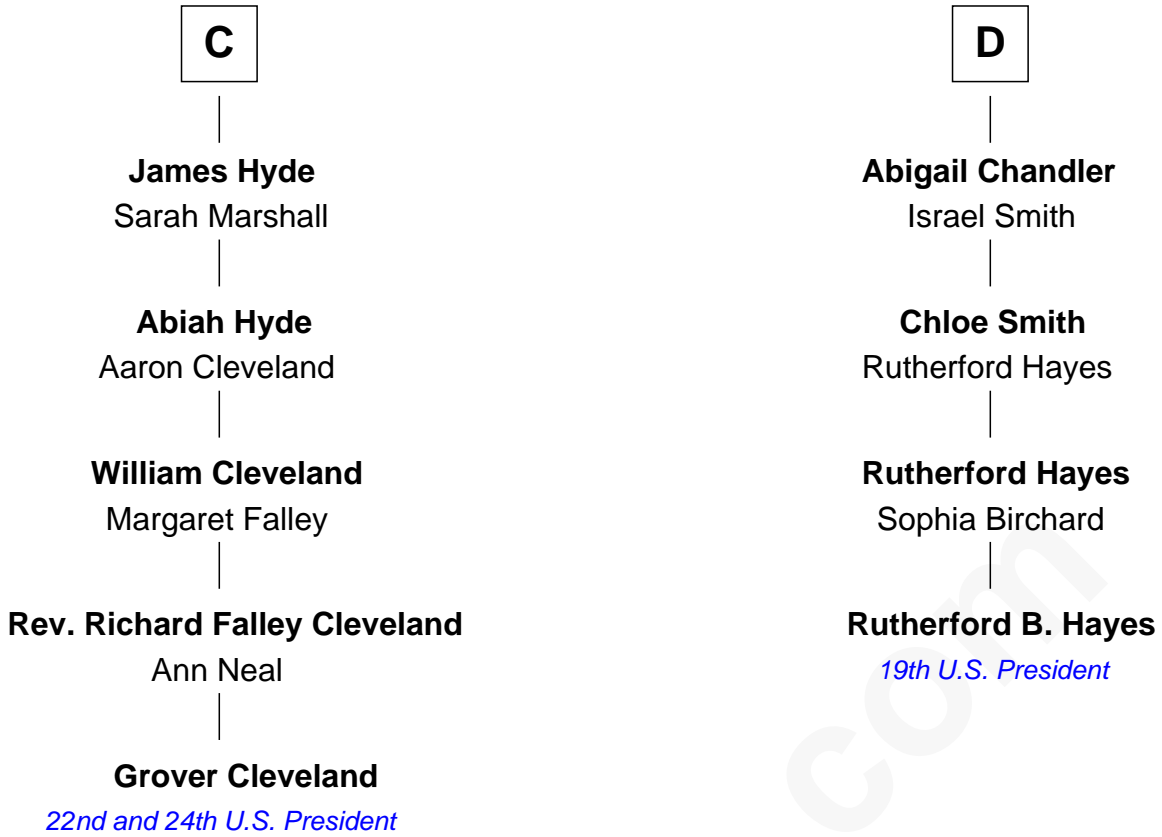 C
James Hyde
Sarah Marshall
Abiah Hyde
Aaron Cleveland
William Cleveland
Margaret Falley
Rev. Richard Falley Cleveland
Ann Neal
Grover Cleveland
22nd and 24th U.S. President
D
Abigail Chandler
Israel Smith
Chloe Smith
Rutherford Hayes
Rutherford Hayes
Sophia Birchard
Rutherford B. Hayes
19th U.S. President
com